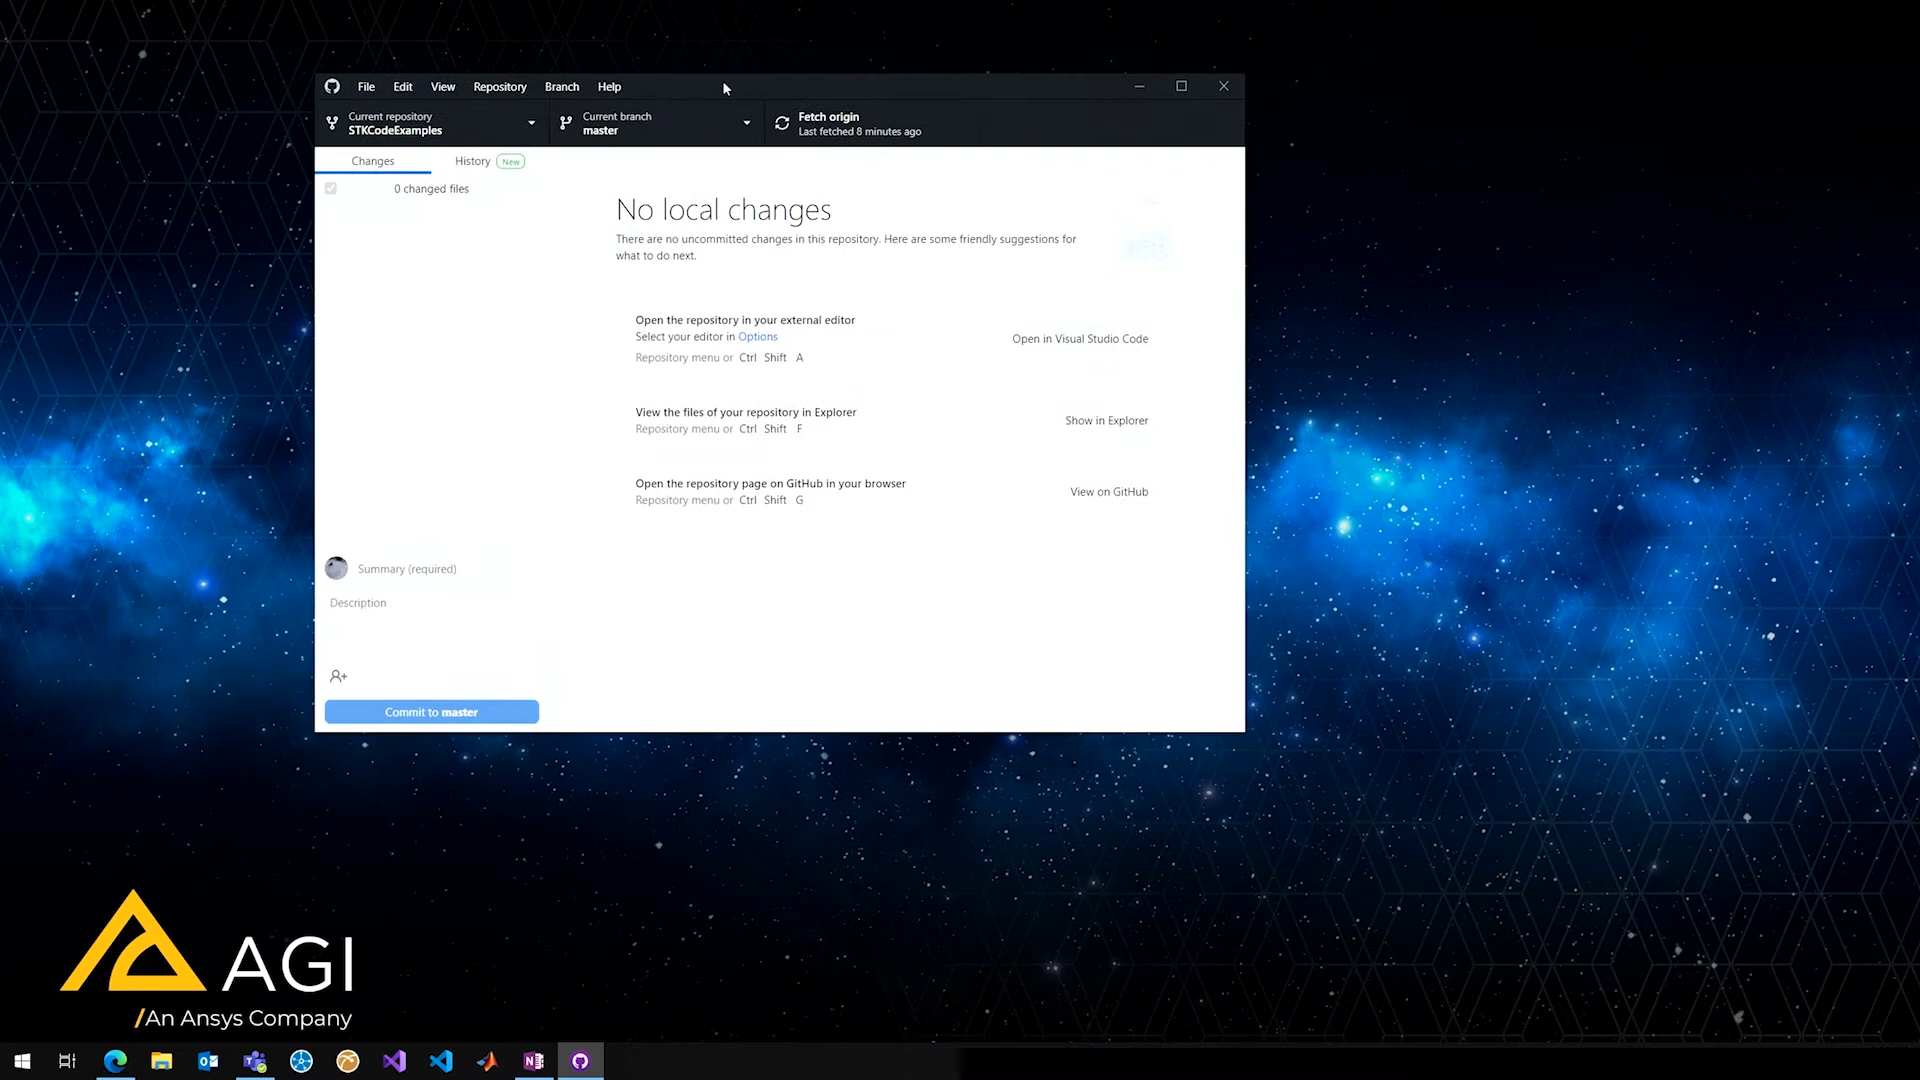 File Edit View Repository Branch Help
Current repository
STKCodeExamples
Current branch
master
Fetch origin
Last fetched 8 minutes ago
Changes
History New
0 changed files
No local changes
There are no uncommitted changes in this repository. Here are some friendly suggestions for
what to do next.
Open the repository in your external editor
Select your editor in Options
Repository menu or Ctrl Shift A
Open in Visual Studio Code
View the files of your repository in Explorer
Repository menu or Ctrl Shift F
Show in Explorer
Open the repository page on GitHub in your browser
Repository menu or Ctrl Shift G
View on GitHub
Summary (required)
Description
Commit to master
AGI
/An Ansys Company